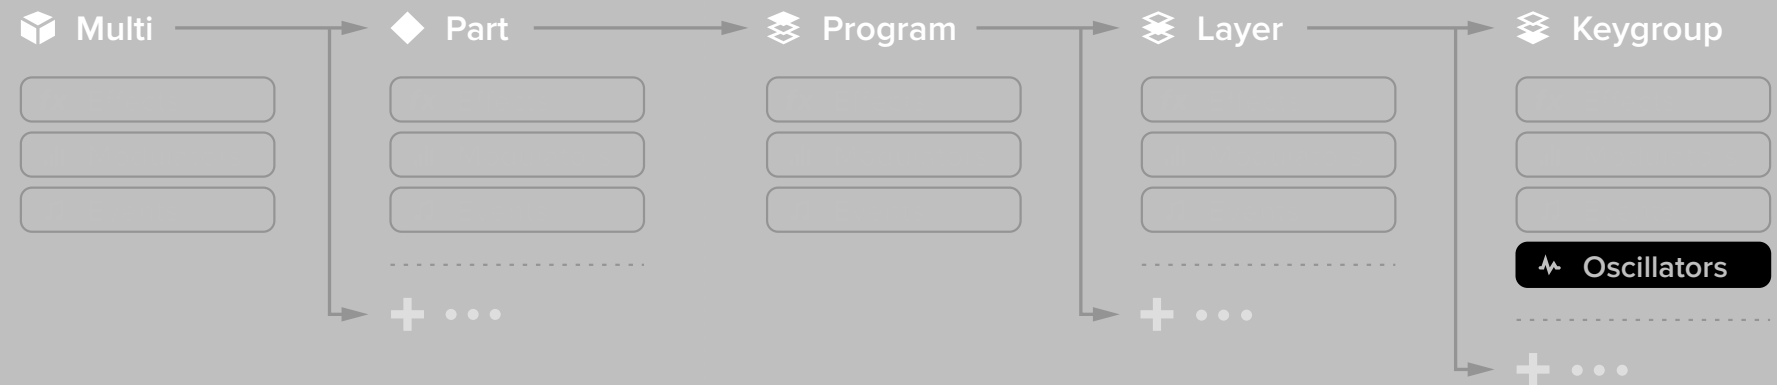 Multi
Part
Program
Layer
Keygroup
Oscillators